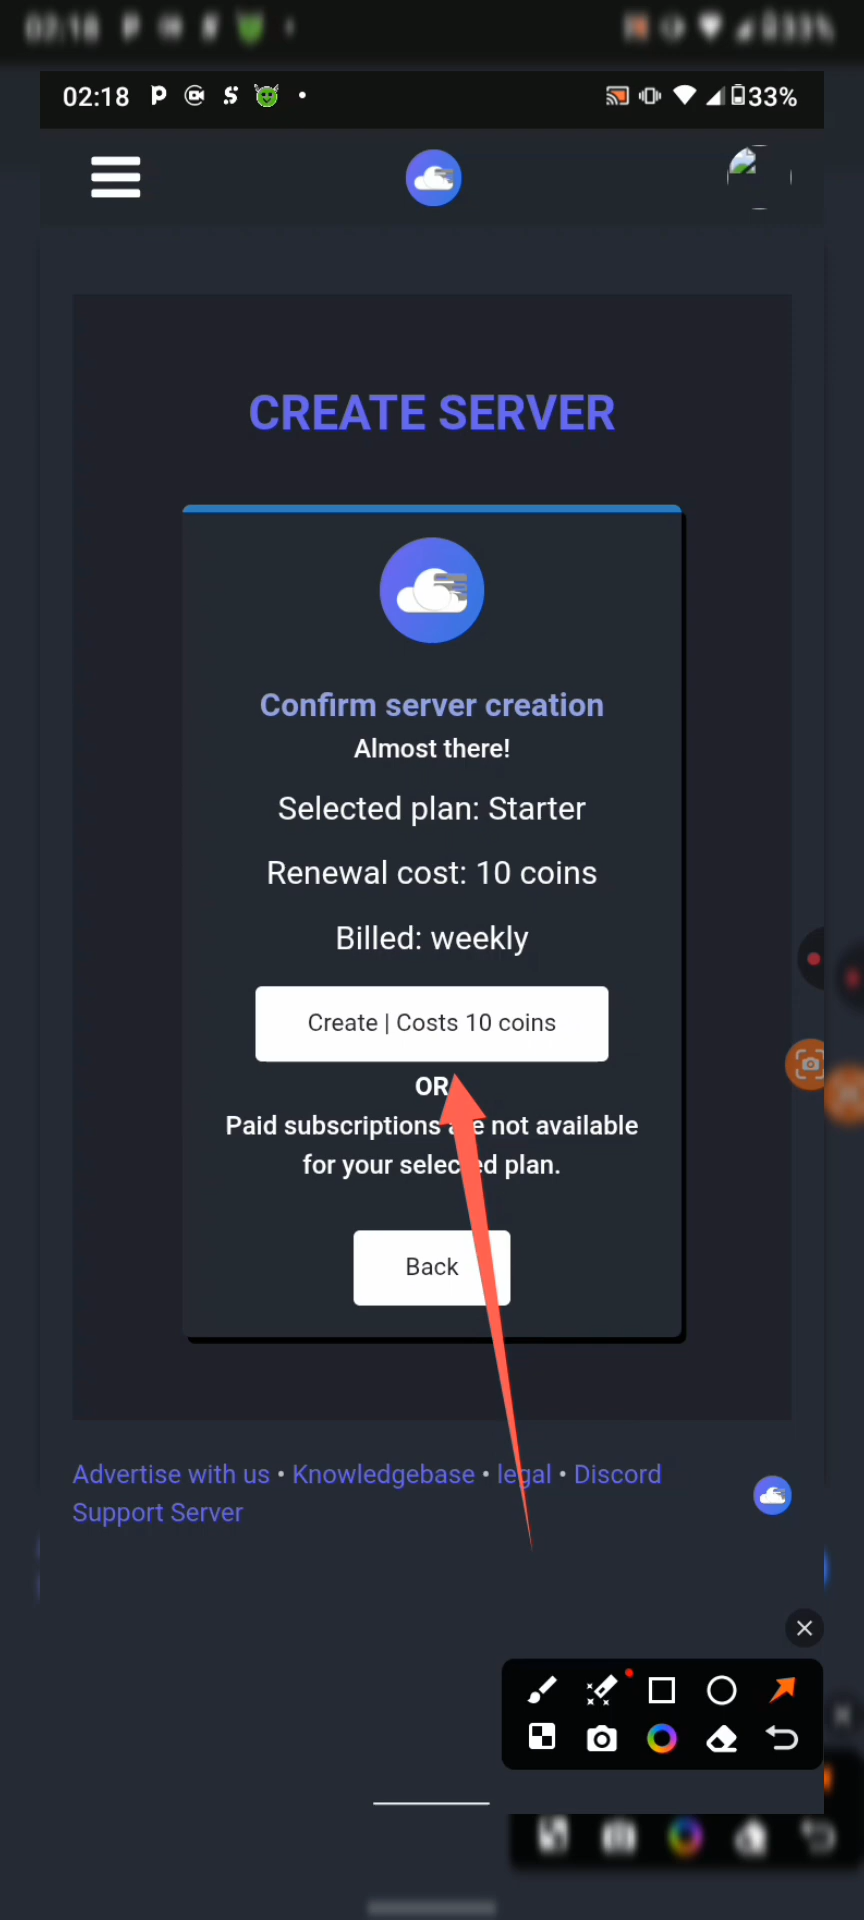 02:18
33%
CREATE SERVER
Confirm server creation
Almost there!
Selected plan: Starter
Renewal cost: 10 coins
Billed: weekly
Create | Costs 10 coins
OR
Paid subscriptions are not available
for your selected plan.
Back
Advertise with us • Knowledgebase • legal • Discord
Support Server